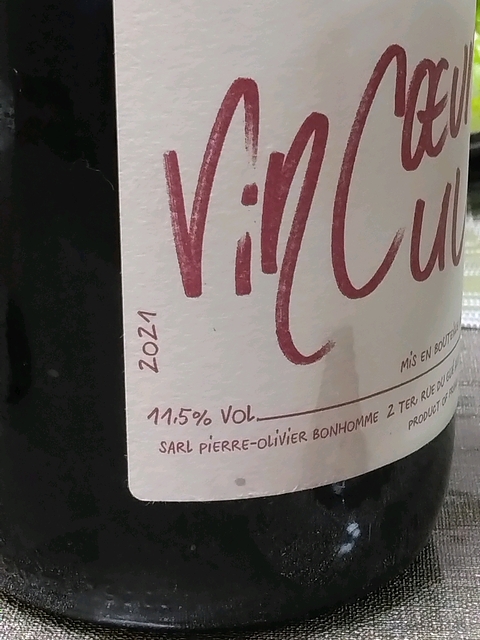 Vin Cœu
Cul
2021
11.5% VOL
MIS EN BOUTEILLE
SARL PIERRE-OLIVIER BONHOMME 2 TER, RUE DU
PRODUCT OF